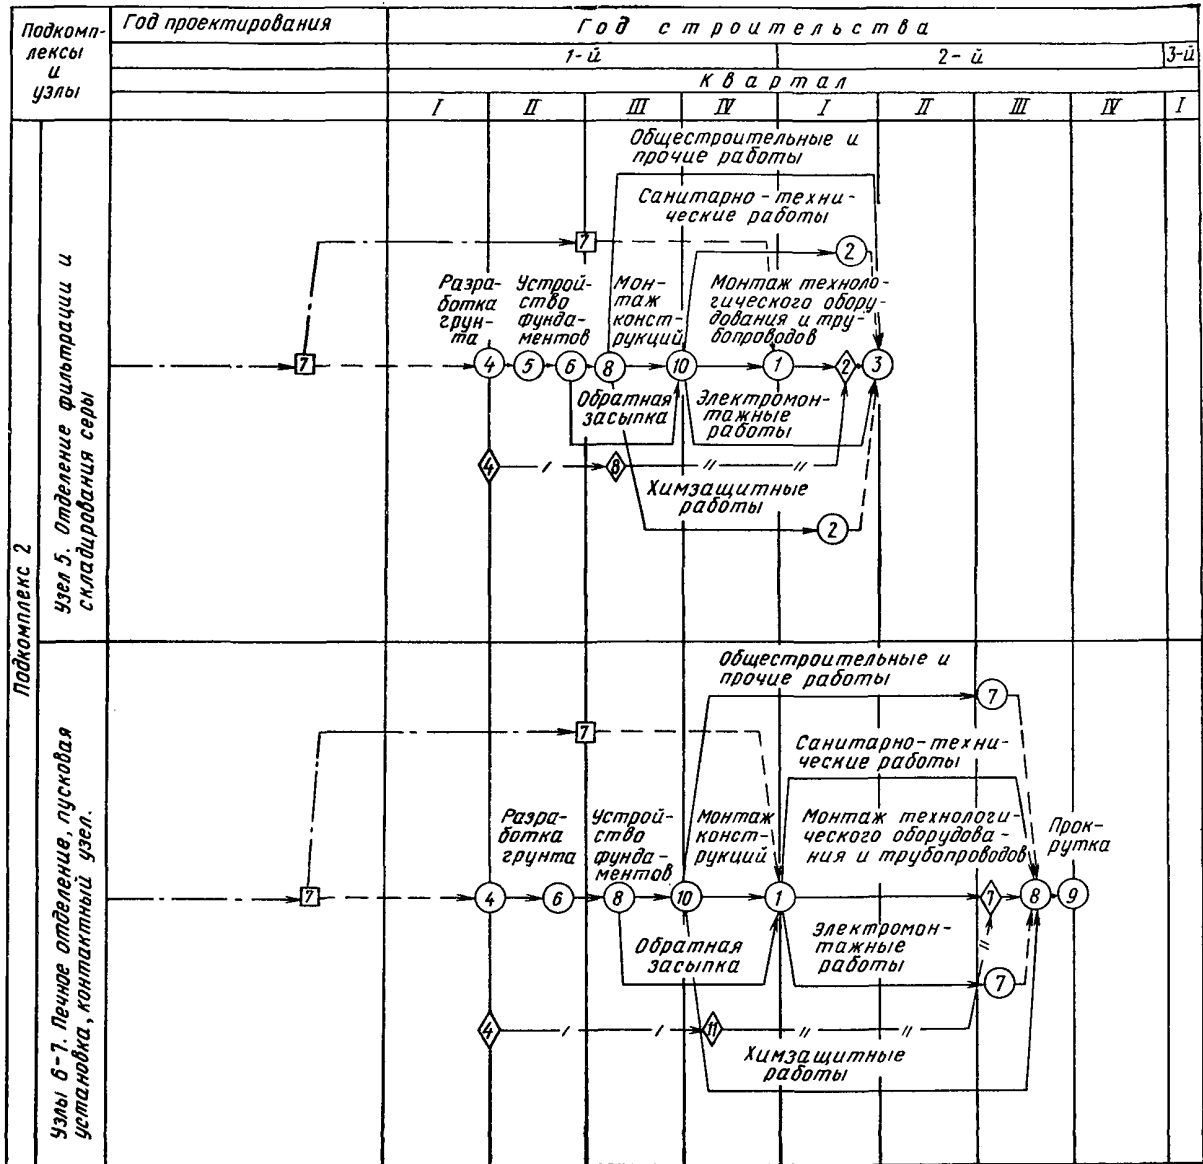 Подкомп-
лексы
и
узлы
Год проектирования
Год строительства
1-й
2-й
3-й
Квартал
I
II
III
IV
I
II
III
IV
I
Подкомплекс 2
Узел 5. Отделение фильтрации и
складирования серы
Общестроительные и
прочие работы
Санитарно-техни-
ческие работы
7
2
Разра-
ботка
грун-
та
Устрой-
ство
фунда-
ментов
Мон-
таж
конст-
рукций
Монтаж техноло-
гического обору-
дования и тру-
бопроводов
7
4
5
6
8
10
1
2
3
Обратная
засыпка
Электромон-
тажные
работы
4
8
Химзащитные
работы
2
Узлы 6-7. Печное отделение, пусковая
установка, контактный узел.
Общестроительные и
прочие работы
7
7
Санитарно-техни-
ческие работы
Разра-
ботка
грунта
Устрой-
ство
фунда-
ментов
Монтаж
конст-
рукций
Монтаж технологи-
ческого оборудова-
ния и трубопроводов
Прок-
рутка
7
4
6
8
10
1
7
8
9
Обратная
засыпка
Электромон-
тажные
работы
7
4
11
Химзащитные
работы